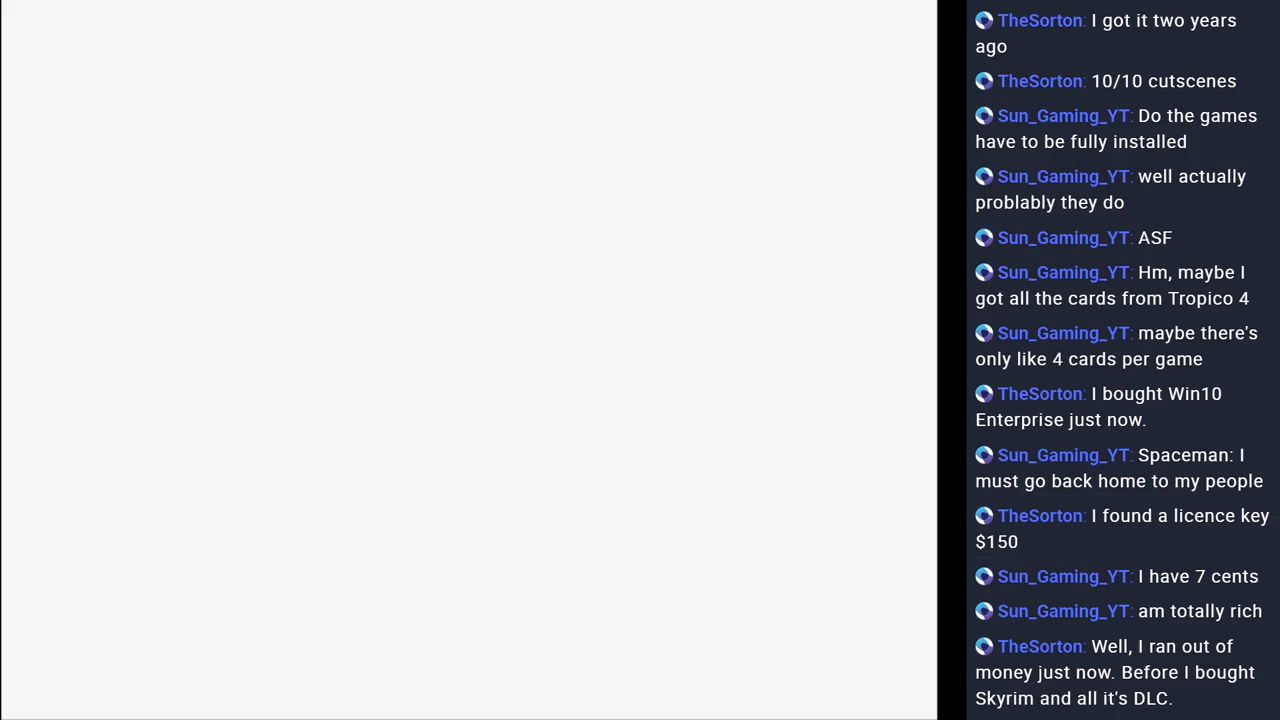 TheSorton: I got it two years
ago
TheSorton: 10/10 cutscenes
Sun_Gaming_YT: Do the games
have to be fully installed
Sun_Gaming_YT: well actually
problably they do
Sun_Gaming_YT: ASF
Sun_Gaming_YT: Hm, maybe I
got all the cards from Tropico 4
Sun_Gaming_YT: maybe there's
only like 4 cards per game
TheSorton: I bought Win10
Enterprise just now.
Sun_Gaming_YT: Spaceman: I
must go back home to my people
TheSorton: I found a licence key
$150
Sun_Gaming_YT: I have 7 cents
Sun_Gaming_YT: am totally rich
TheSorton: Well, I ran out of
money just now. Before I bought
Skyrim and all it's DLC.